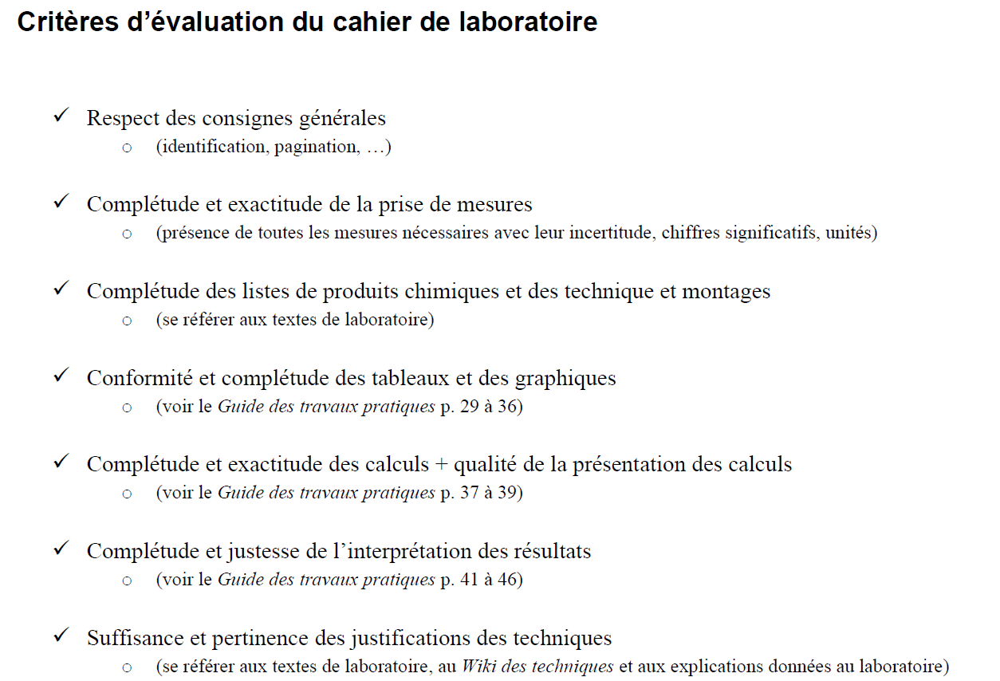 Critères d’évaluation du cahier de laboratoire
✓ Respect des consignes générales
o (identification, pagination, …)
✓ Complétude et exactitude de la prise de mesures
o (présence de toutes les mesures nécessaires avec leur incertitude, chiffres significatifs, unités)
✓ Complétude des listes de produits chimiques et des technique et montages
o (se référer aux textes de laboratoire)
✓ Conformité et complétude des tableaux et des graphiques
o (voir le Guide des travaux pratiques p. 29 à 36)
✓ Complétude et exactitude des calculs + qualité de la présentation des calculs
o (voir le Guide des travaux pratiques p. 37 à 39)
✓ Complétude et justesse de l’interprétation des résultats
o (voir le Guide des travaux pratiques p. 41 à 46)
✓ Suffisance et pertinence des justifications des techniques
o (se référer aux textes de laboratoire, au Wiki des techniques et aux explications données au laboratoire)